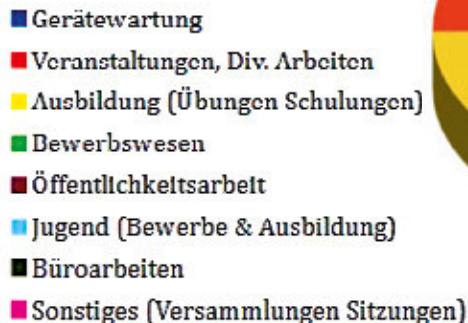 Gerätewartung
Veranstaltungen, Div. Arbeiten
Ausbildung (Übungen Schulungen)
Bewerbswesen
Öffentlichkeitsarbeit
Jugend (Bewerbe & Ausbildung)
Büroarbeiten
Sonstiges (Versammlungen Sitzungen)